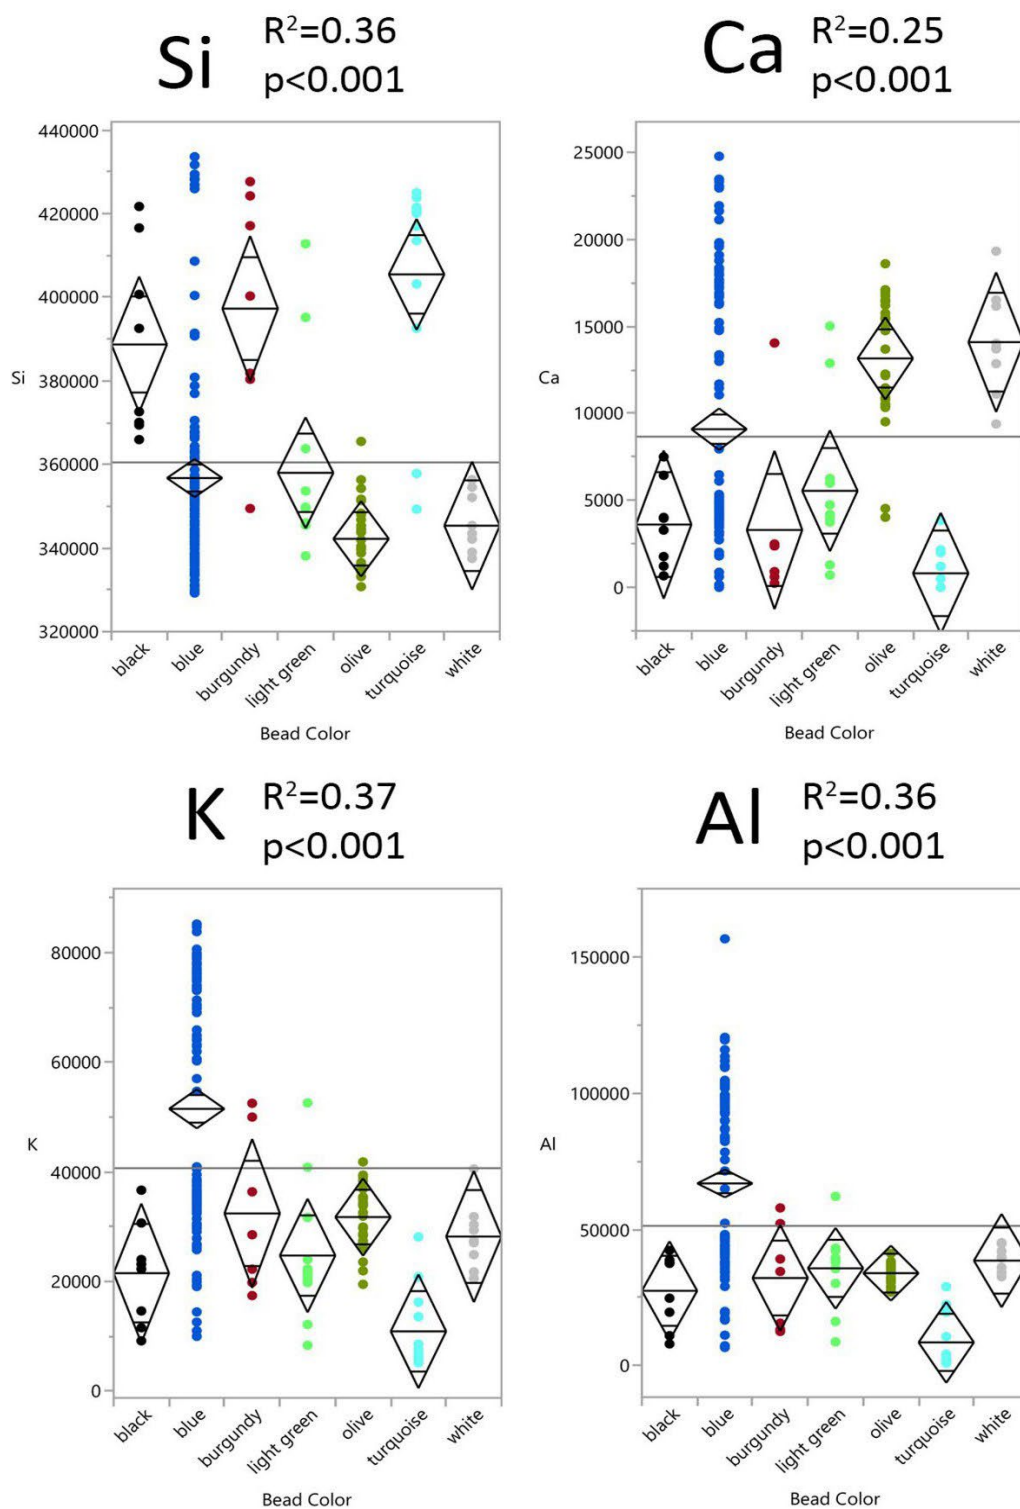 Si
R²=0.36
p<0.001
Ca
R²=0.25
p<0.001
440000
420000
400000
380000
360000
340000
320000
Si
black
blue
burgundy
light green
olive
turquoise
white
Bead Color
25000
20000
15000
10000
5000
0
Ca
black
blue
burgundy
light green
olive
turquoise
white
Bead Color
K
R²=0.37
p<0.001
Al
R²=0.36
p<0.001
80000
60000
40000
20000
0
K
black
blue
burgundy
light green
olive
turquoise
white
Bead Color
150000
100000
50000
0
Al
black
blue
burgundy
light green
olive
turquoise
white
Bead Color